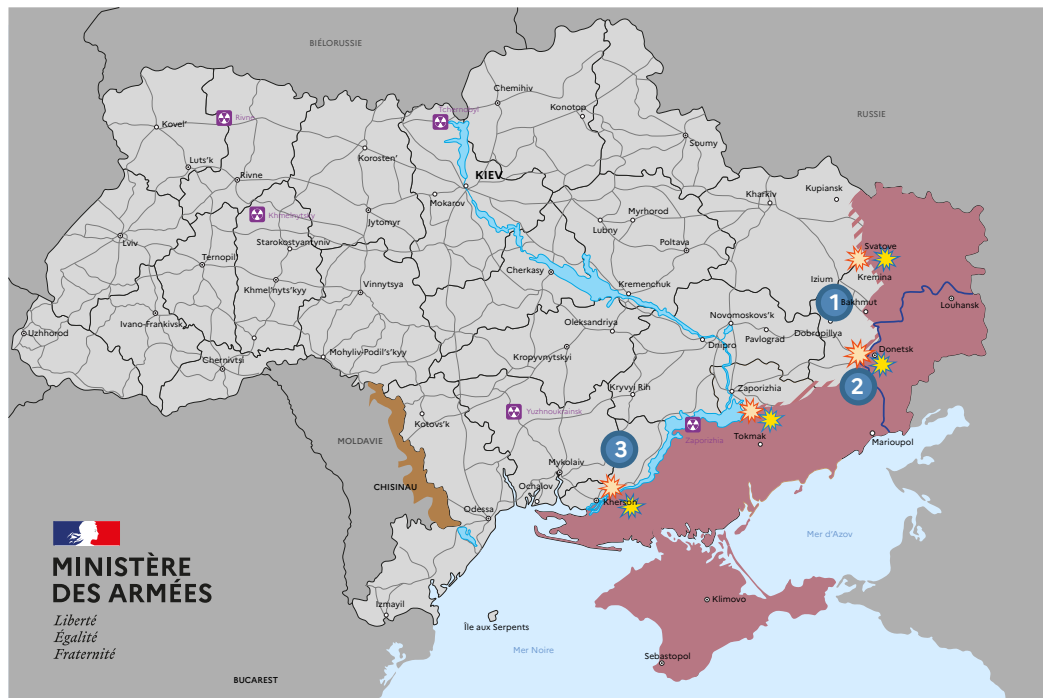 BIÉLORUSSIE
RUSSIE
Chemihiv
Konotop
Tchernobyl
Rivne
Kovel'
Soumy
Korosten'
Luts'k
Rivne
KIEV
Kharkiv
Kupiansk
Mokarov
Khmelnytsky
Jytomyr
Myrhorod
Lubny
Lviv
Starokostyantyniv
Poltava
Svatove
Ternopil
Cherkasy
Izium
Kremina
Khmel'nyts'kyy
Vinnytsya
Kremenchuk
1
Bakhmut
Louhansk
Ivano-Frankivsk
Oleksandriya
Novomoskovs'k
Uzhhorod
Pavlograd
Dobropillya
Dnipro
Donetsk
Chernivtsi
Mohyliv-Podil's'kyy
Kropyvnytskyi
2
Kryvyi Rih
Zaporizhia
Yuzhnoukrainsk
Kotovs'k
MOLDAVIE
Zaporizhia
Tokmak
Marioupol
3
Mykolaiv
CHISINAU
Ochalov
Kherson
Odessa
Mer d'Azov
MINISTÈRE
DES ARMÉES
Liberté
Égalité
Fraternité
Izmayil
Klimovo
Île aux Serpents
Mer Noire
Sebastopol
BUCAREST